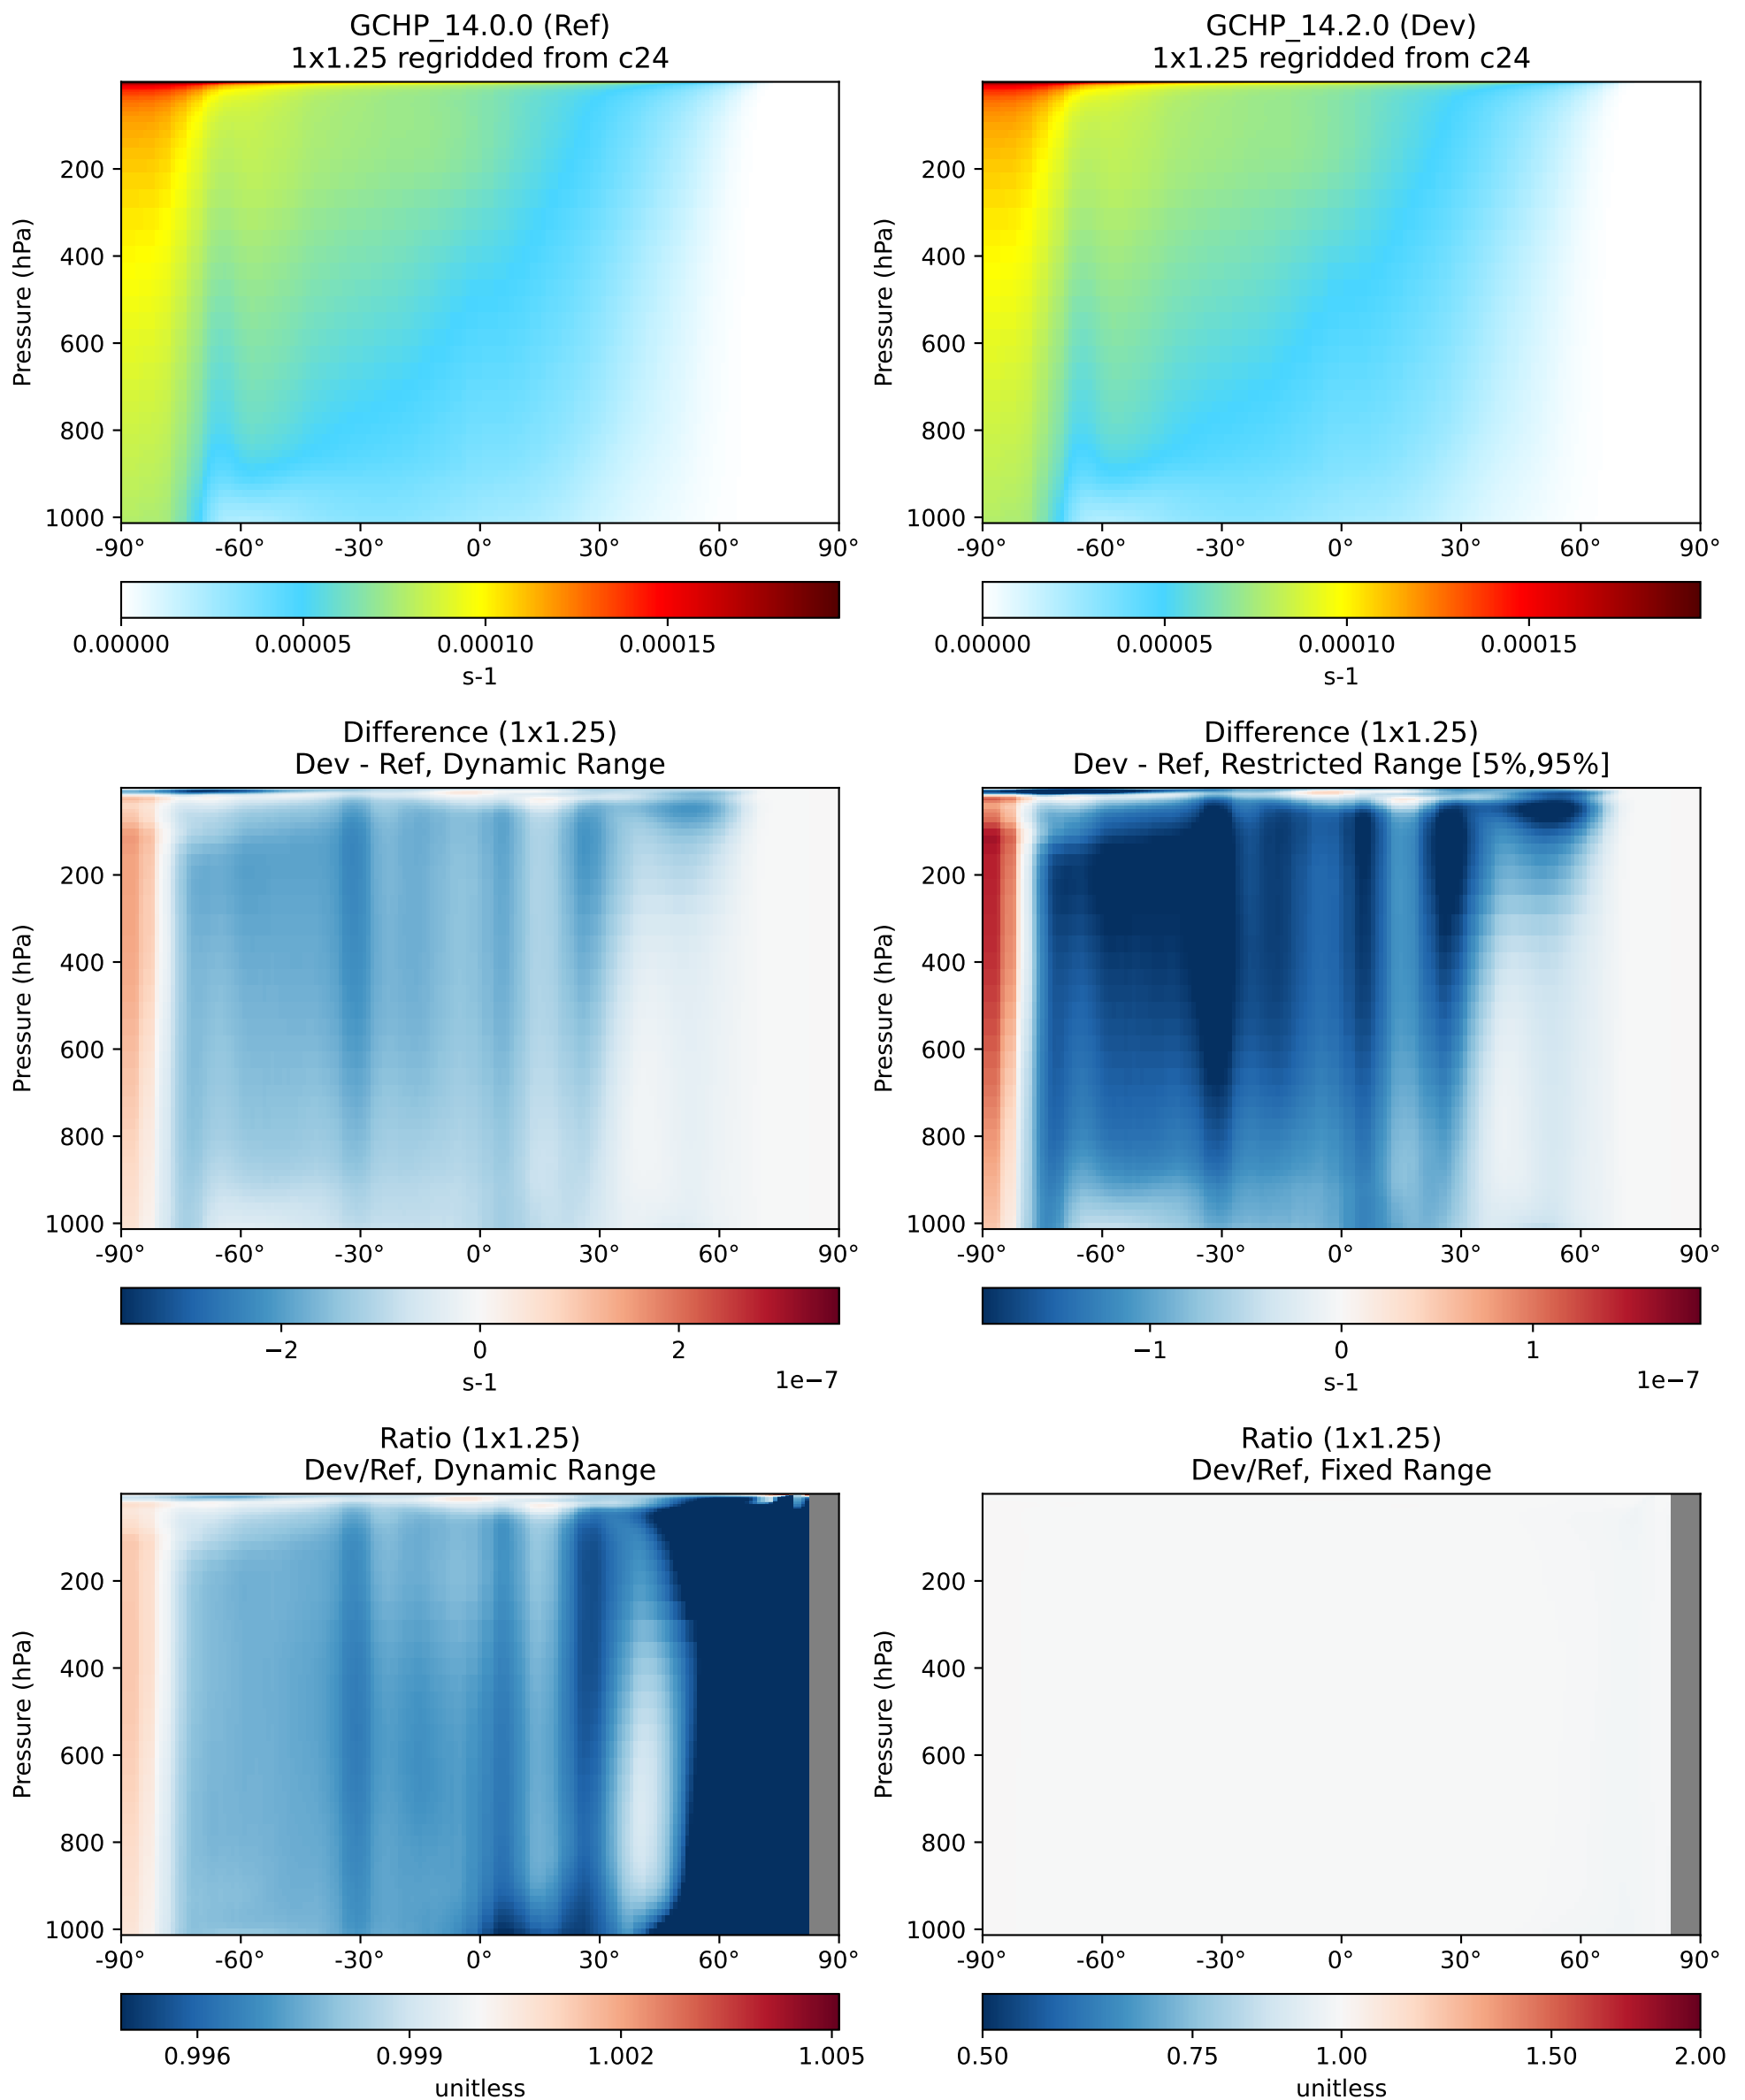 GCHP_14.0.0 (Ref)
1x1.25 regridded from c24
Pressure (hPa)
200
400
600
800
1000
-90° -60° -30° 0° 30° 60° 90°
0.00000 0.00005 0.00010 0.00015
s-1
GCHP_14.2.0 (Dev)
1x1.25 regridded from c24
Pressure (hPa)
200
400
600
800
1000
-90° -60° -30° 0° 30° 60° 90°
0.00000 0.00005 0.00010 0.00015
s-1
Difference (1x1.25)
Dev - Ref, Dynamic Range
Pressure (hPa)
200
400
600
800
1000
-90° -60° -30° 0° 30° 60° 90°
−2 0 2
s-1 1e−7
Difference (1x1.25)
Dev - Ref, Restricted Range [5%,95%]
Pressure (hPa)
200
400
600
800
1000
-90° -60° -30° 0° 30° 60° 90°
−1 0 1
s-1 1e−7
Ratio (1x1.25)
Dev/Ref, Dynamic Range
Pressure (hPa)
200
400
600
800
1000
-90° -60° -30° 0° 30° 60° 90°
0.996 0.999 1.002 1.005
unitless
Ratio (1x1.25)
Dev/Ref, Fixed Range
Pressure (hPa)
200
400
600
800
1000
-90° -60° -30° 0° 30° 60° 90°
0.50 0.75 1.00 1.50 2.00
unitless